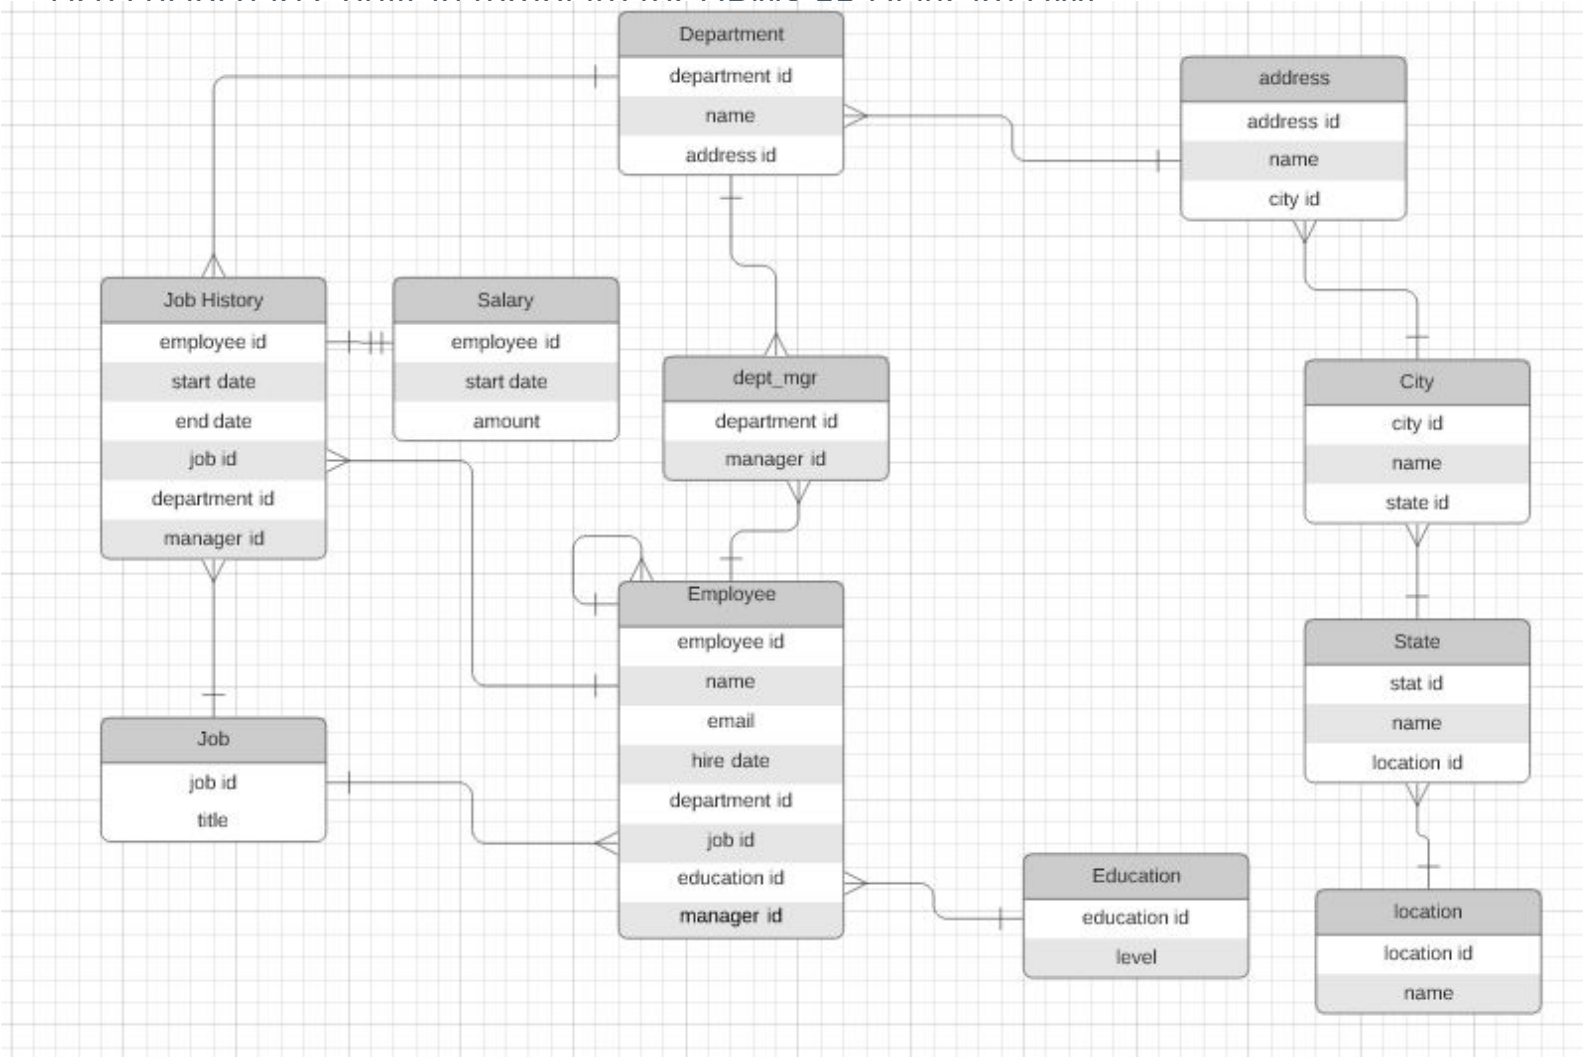 Department
department id
name
address id
address
address id
name
city id
Job History
employee id
start date
end date
job id
department id
manager id
Salary
employee id
start date
amount
dept_mgr
department id
manager id
City
city id
name
state id
Employee
employee id
name
email
hire date
department id
job id
education id
manager id
State
stat id
name
location id
Job
job id
title
Education
education id
level
location
location id
name